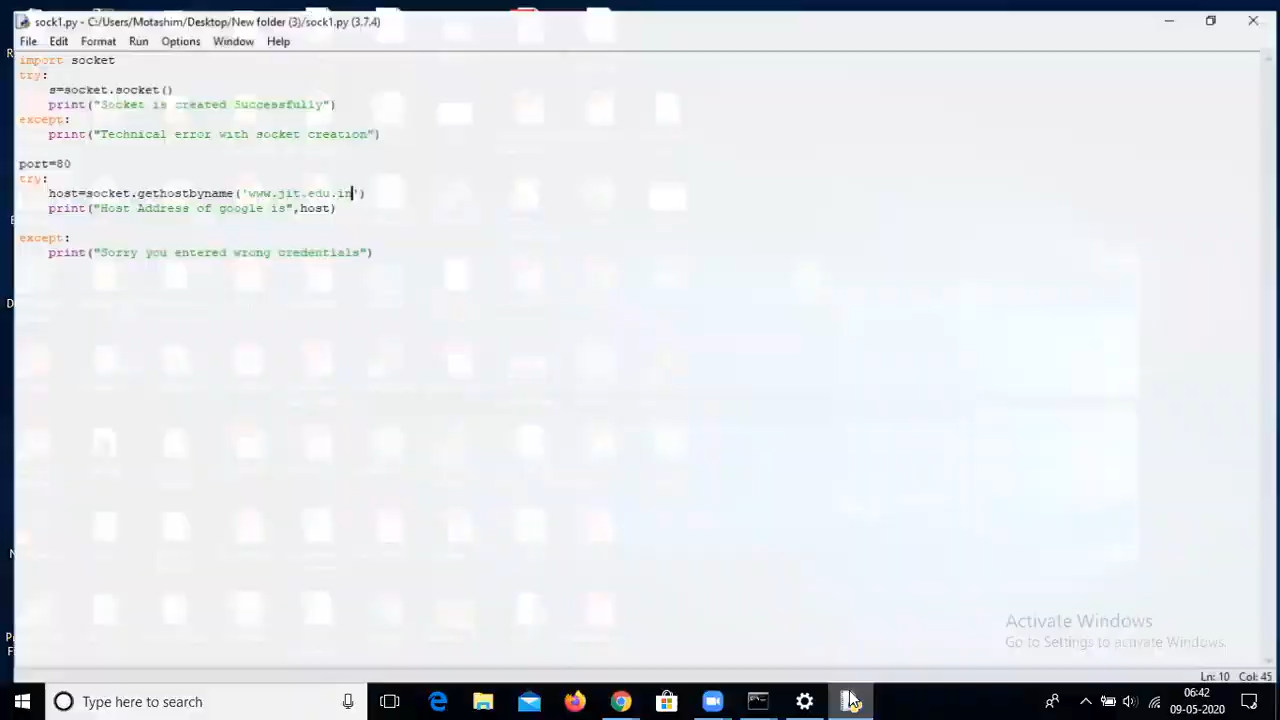 sock1.py - C:/Users/Motashim/Desktop/New folder (3)/sock1.py (3.7.4)
File Edit Format Run Options Window Help
import socket
try:
    s=socket.socket()
    print("Socket is created Successfully")
except:
    print("Technical error with socket creation")
port=80
try:
    host=socket.gethostbyname('www.jit.edu.in')
    print("Host Address of google is",host)
except:
    print("Sorry you entered wrong credentials")
Activate Windows
Go to Settings to activate Windows.
Ln: 10 Col: 45
Type here to search
06:42
09-05-2020